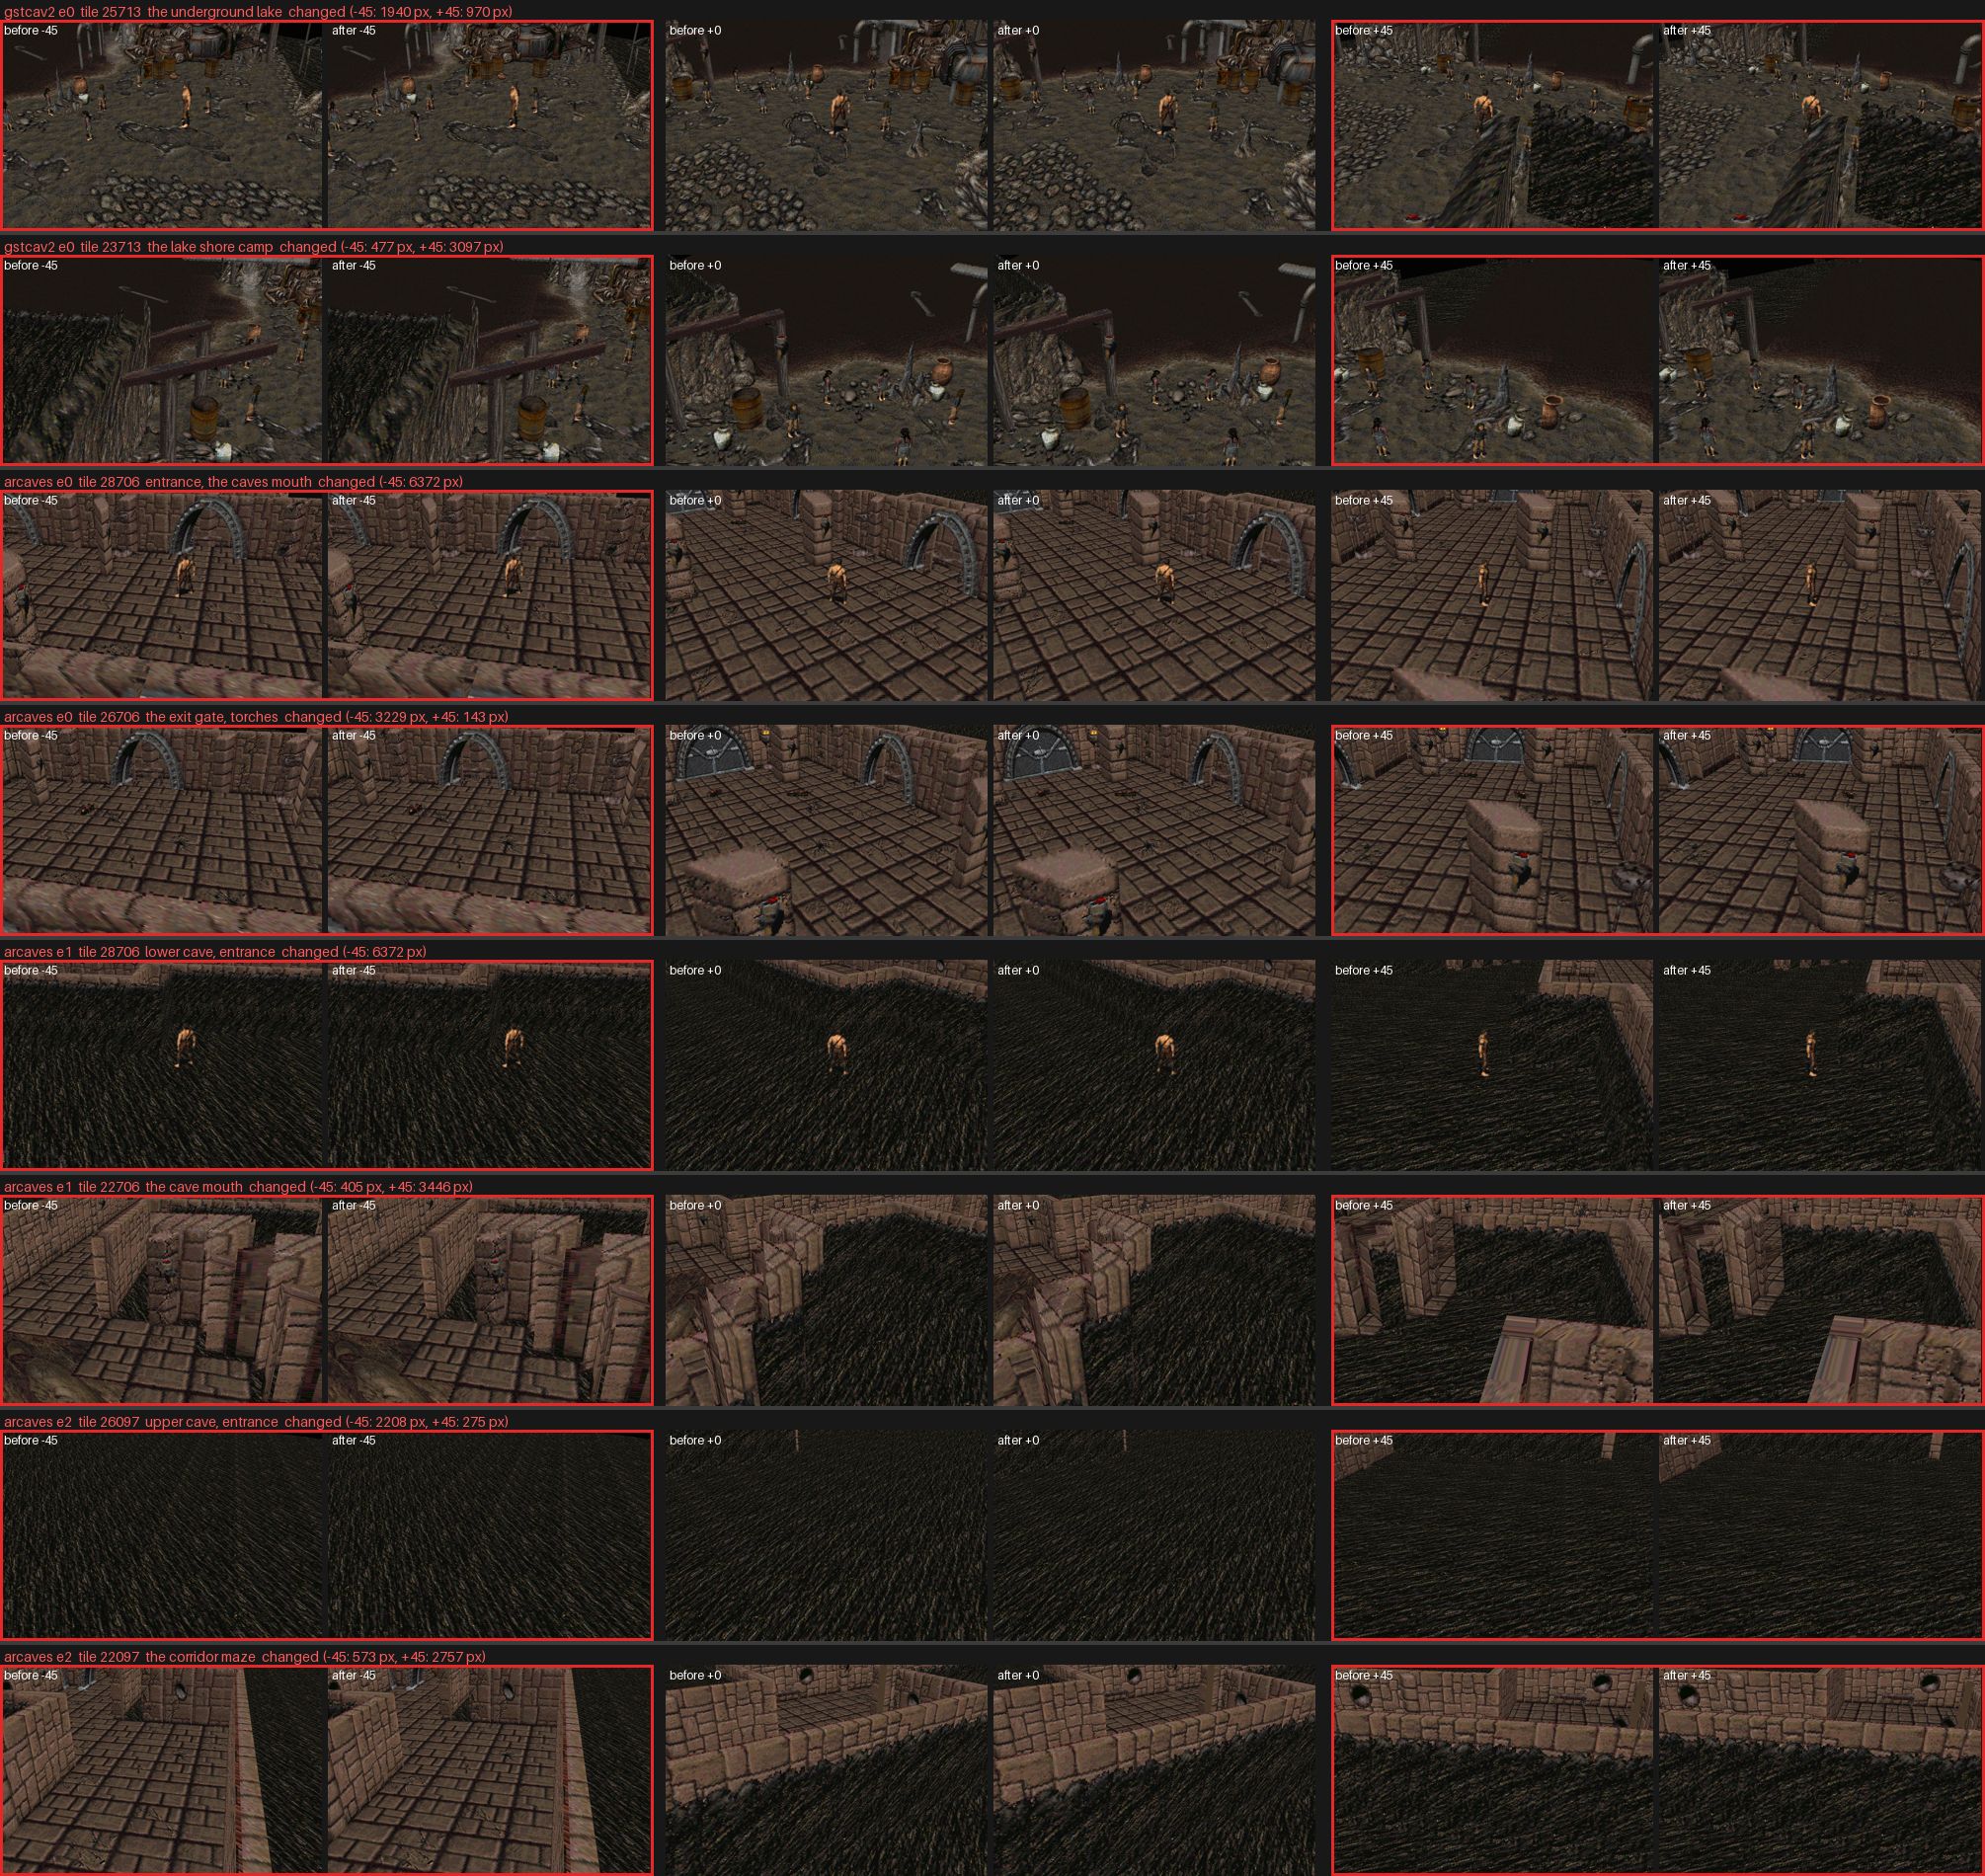 gstcav2 e0 tile 25713 the underground lake changed (-45: 1940 px, +45: 970 px)
before -45 after -45 before +0 after +0 before +45 after +45
gstcav2 e0 tile 23713 the lake shore camp changed (-45: 477 px, +45: 3097 px)
before -45 after -45 before +0 after +0 before +45 after +45
arcaves e0 tile 28706 entrance, the caves mouth changed (-45: 6372 px)
before -45 after -45 before +0 after +0 before +45 after +45
arcaves e0 tile 26706 the exit gate, torches changed (-45: 3229 px, +45: 143 px)
before -45 after -45 before +0 after +0 before +45 after +45
arcaves e1 tile 28706 lower cave, entrance changed (-45: 6372 px)
before -45 after -45 before +0 after +0 before +45 after +45
arcaves e1 tile 22706 the cave mouth changed (-45: 405 px, +45: 3446 px)
before -45 after -45 before +0 after +0 before +45 after +45
arcaves e2 tile 26097 upper cave, entrance changed (-45: 2208 px, +45: 275 px)
before -45 after -45 before +0 after +0 before +45 after +45
arcaves e2 tile 22097 the corridor maze changed (-45: 573 px, +45: 2757 px)
before -45 after -45 before +0 after +0 before +45 after +45